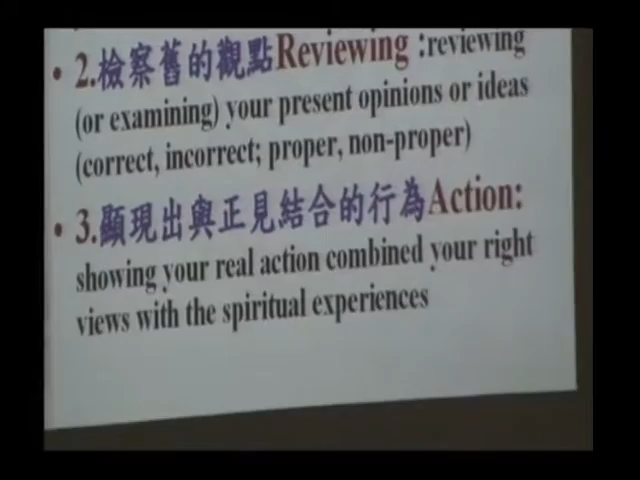 • 2.檢察舊的觀點Reviewing :reviewing
(or examining) your present opinions or ideas
(correct, incorrect; proper, non-proper)
• 3.顯現出與正見結合的行為Action:
showing your real action combined your right
views with the spiritual experiences